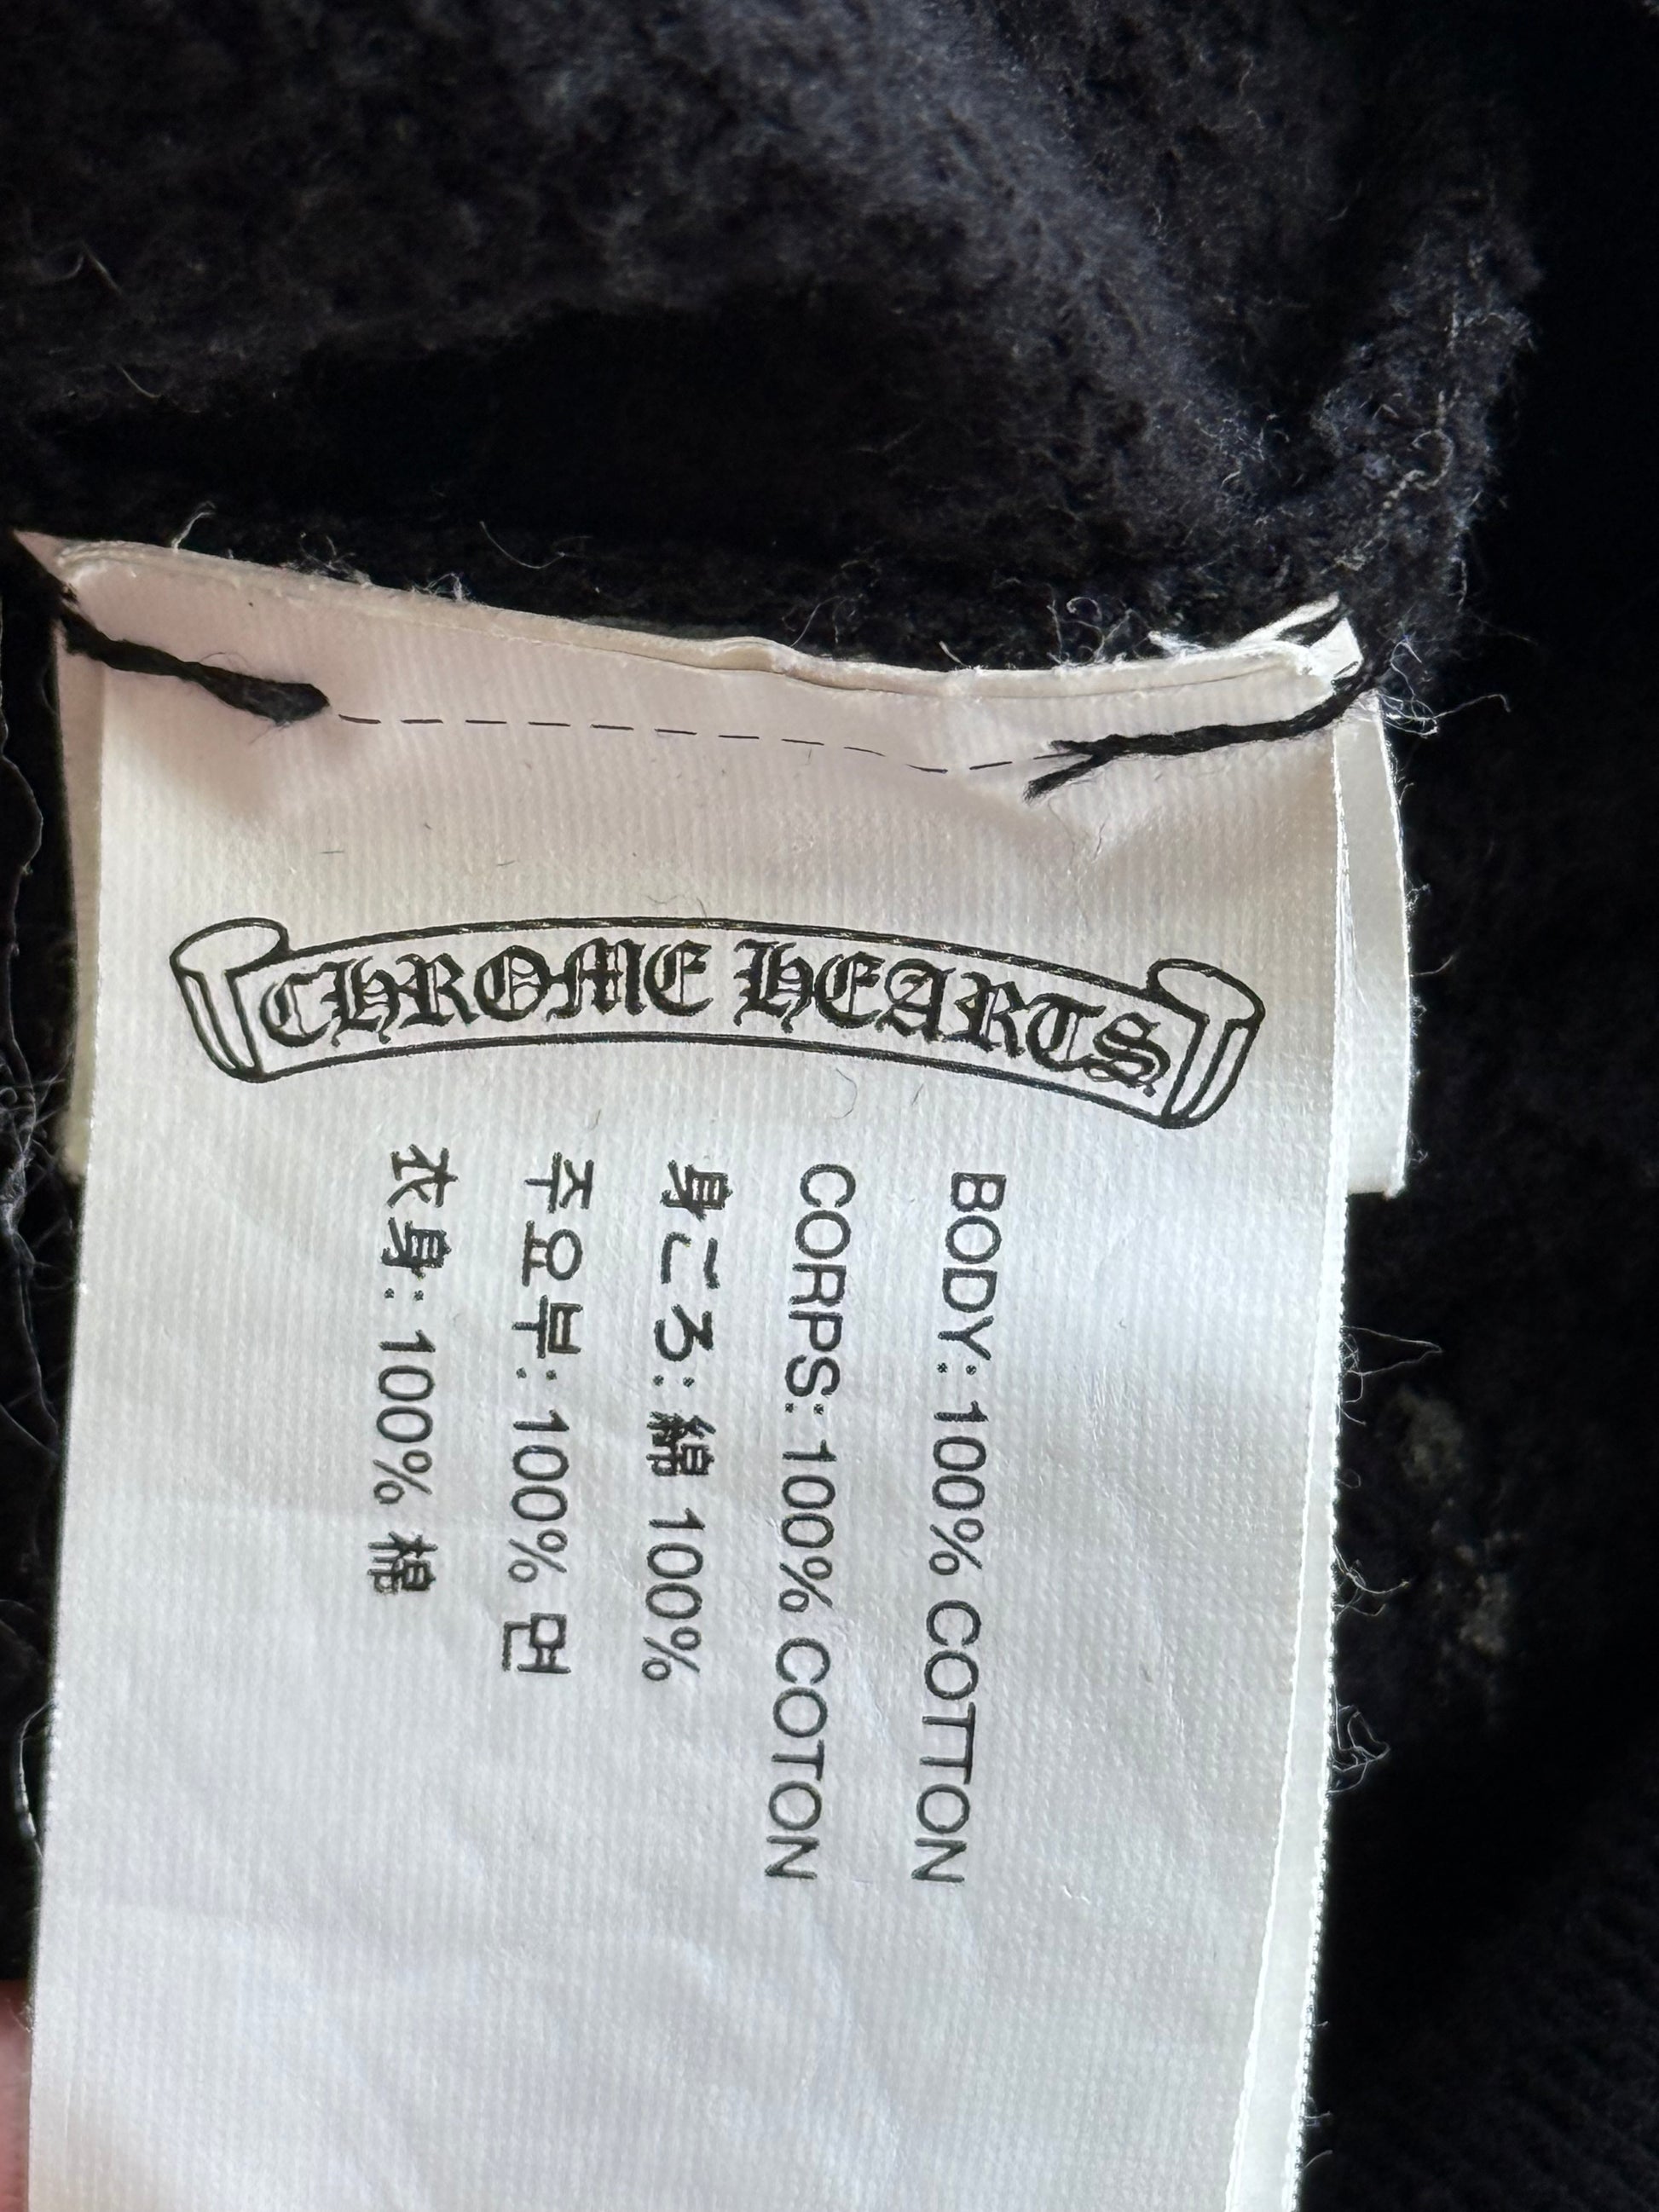 CHROME HEARTS
BODY: 100% COTTON
CORPS: 100% COTON
身ごろ: 綿 100%
주요부: 100% 면
衣身: 100% 棉